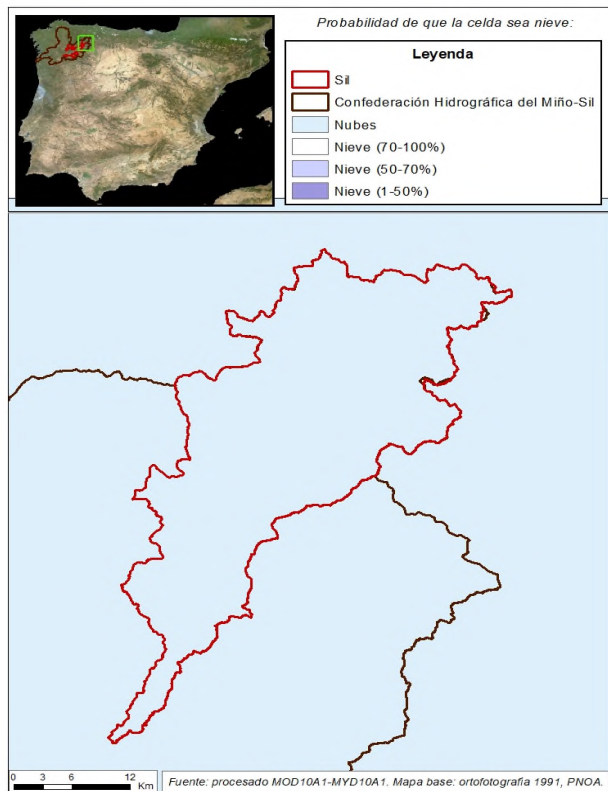 Probabilidad de que la celda sea nieve:
Leyenda
Sil
Confederación Hidrográfica del Miño-Sil
Nubes
Nieve (70-100%)
Nieve (50-70%)
Nieve (1-50%)
0 3 6 12
Km
Fuente: procesado MOD10A1-MYD10A1. Mapa base: ortofotografía 1991, PNOA.